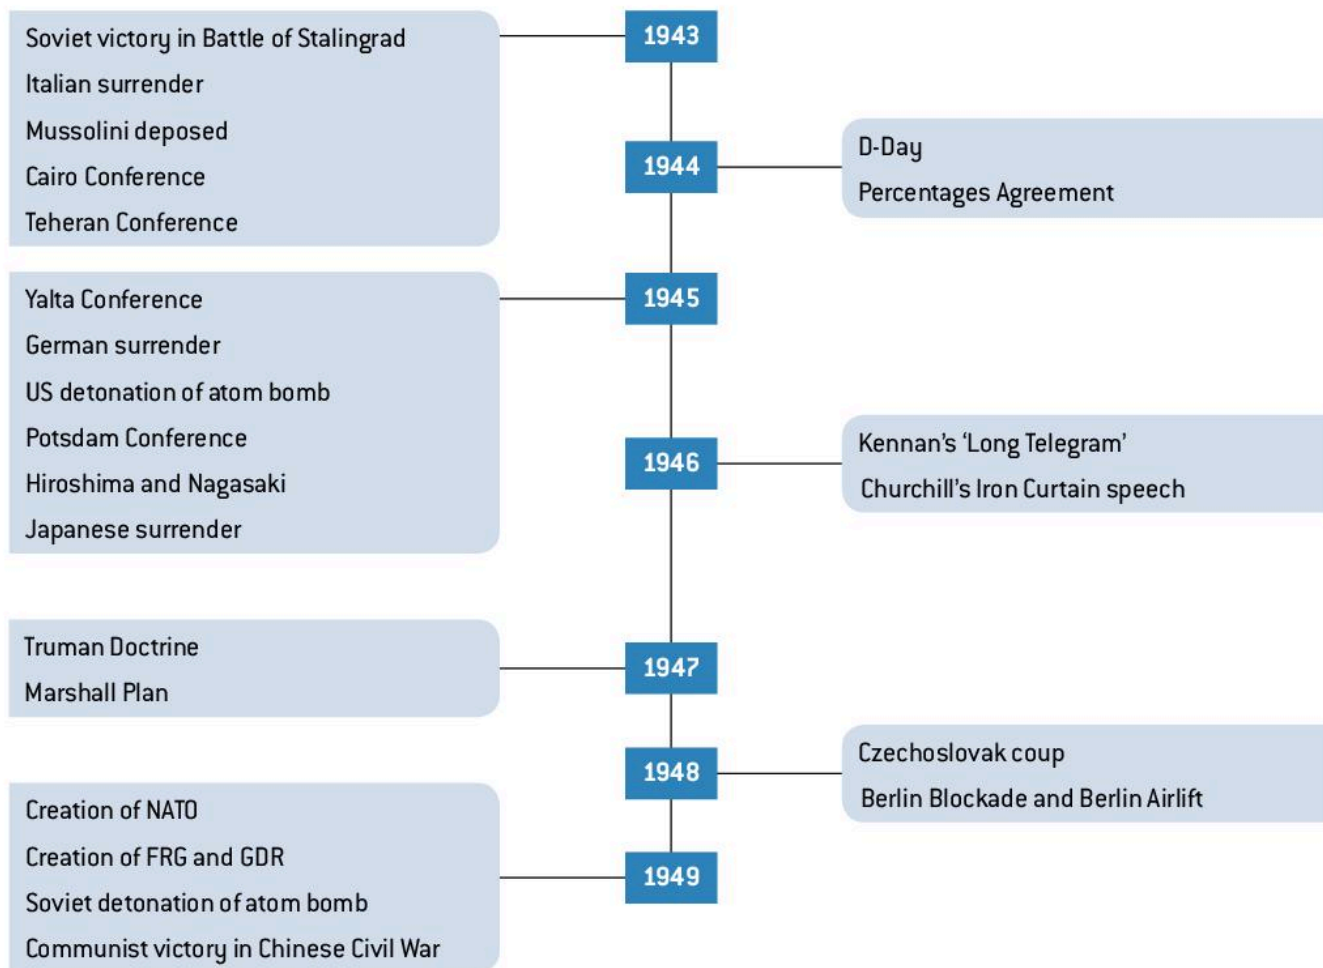 1943
Soviet victory in Battle of Stalingrad
Italian surrender
Mussolini deposed
Cairo Conference
Teheran Conference
1944
D-Day
Percentages Agreement
1945
Yalta Conference
German surrender
US detonation of atom bomb
Potsdam Conference
Hiroshima and Nagasaki
Japanese surrender
1946
Kennan's 'Long Telegram'
Churchill's Iron Curtain speech
1947
Truman Doctrine
Marshall Plan
1948
Czechoslovak coup
Berlin Blockade and Berlin Airlift
1949
Creation of NATO
Creation of FRG and GDR
Soviet detonation of atom bomb
Communist victory in Chinese Civil War